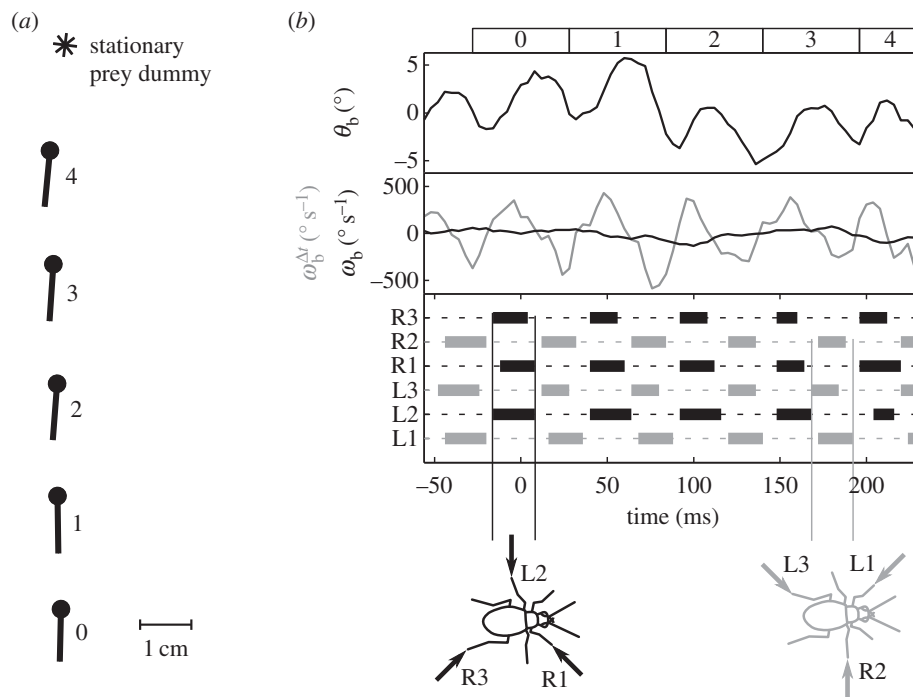 (a)
stationary
prey dummy
4
3
2
1
0
1 cm
(b)
0 1 2 3 4
θb (°)
5
0
−5
ωb^Δt (° s−1)
ωb (° s−1)
500
0
−500
R3
R2
R1
L3
L2
L1
−50 0 50 100 150 200
time (ms)
L2
R3 R1
L3 L1
R2